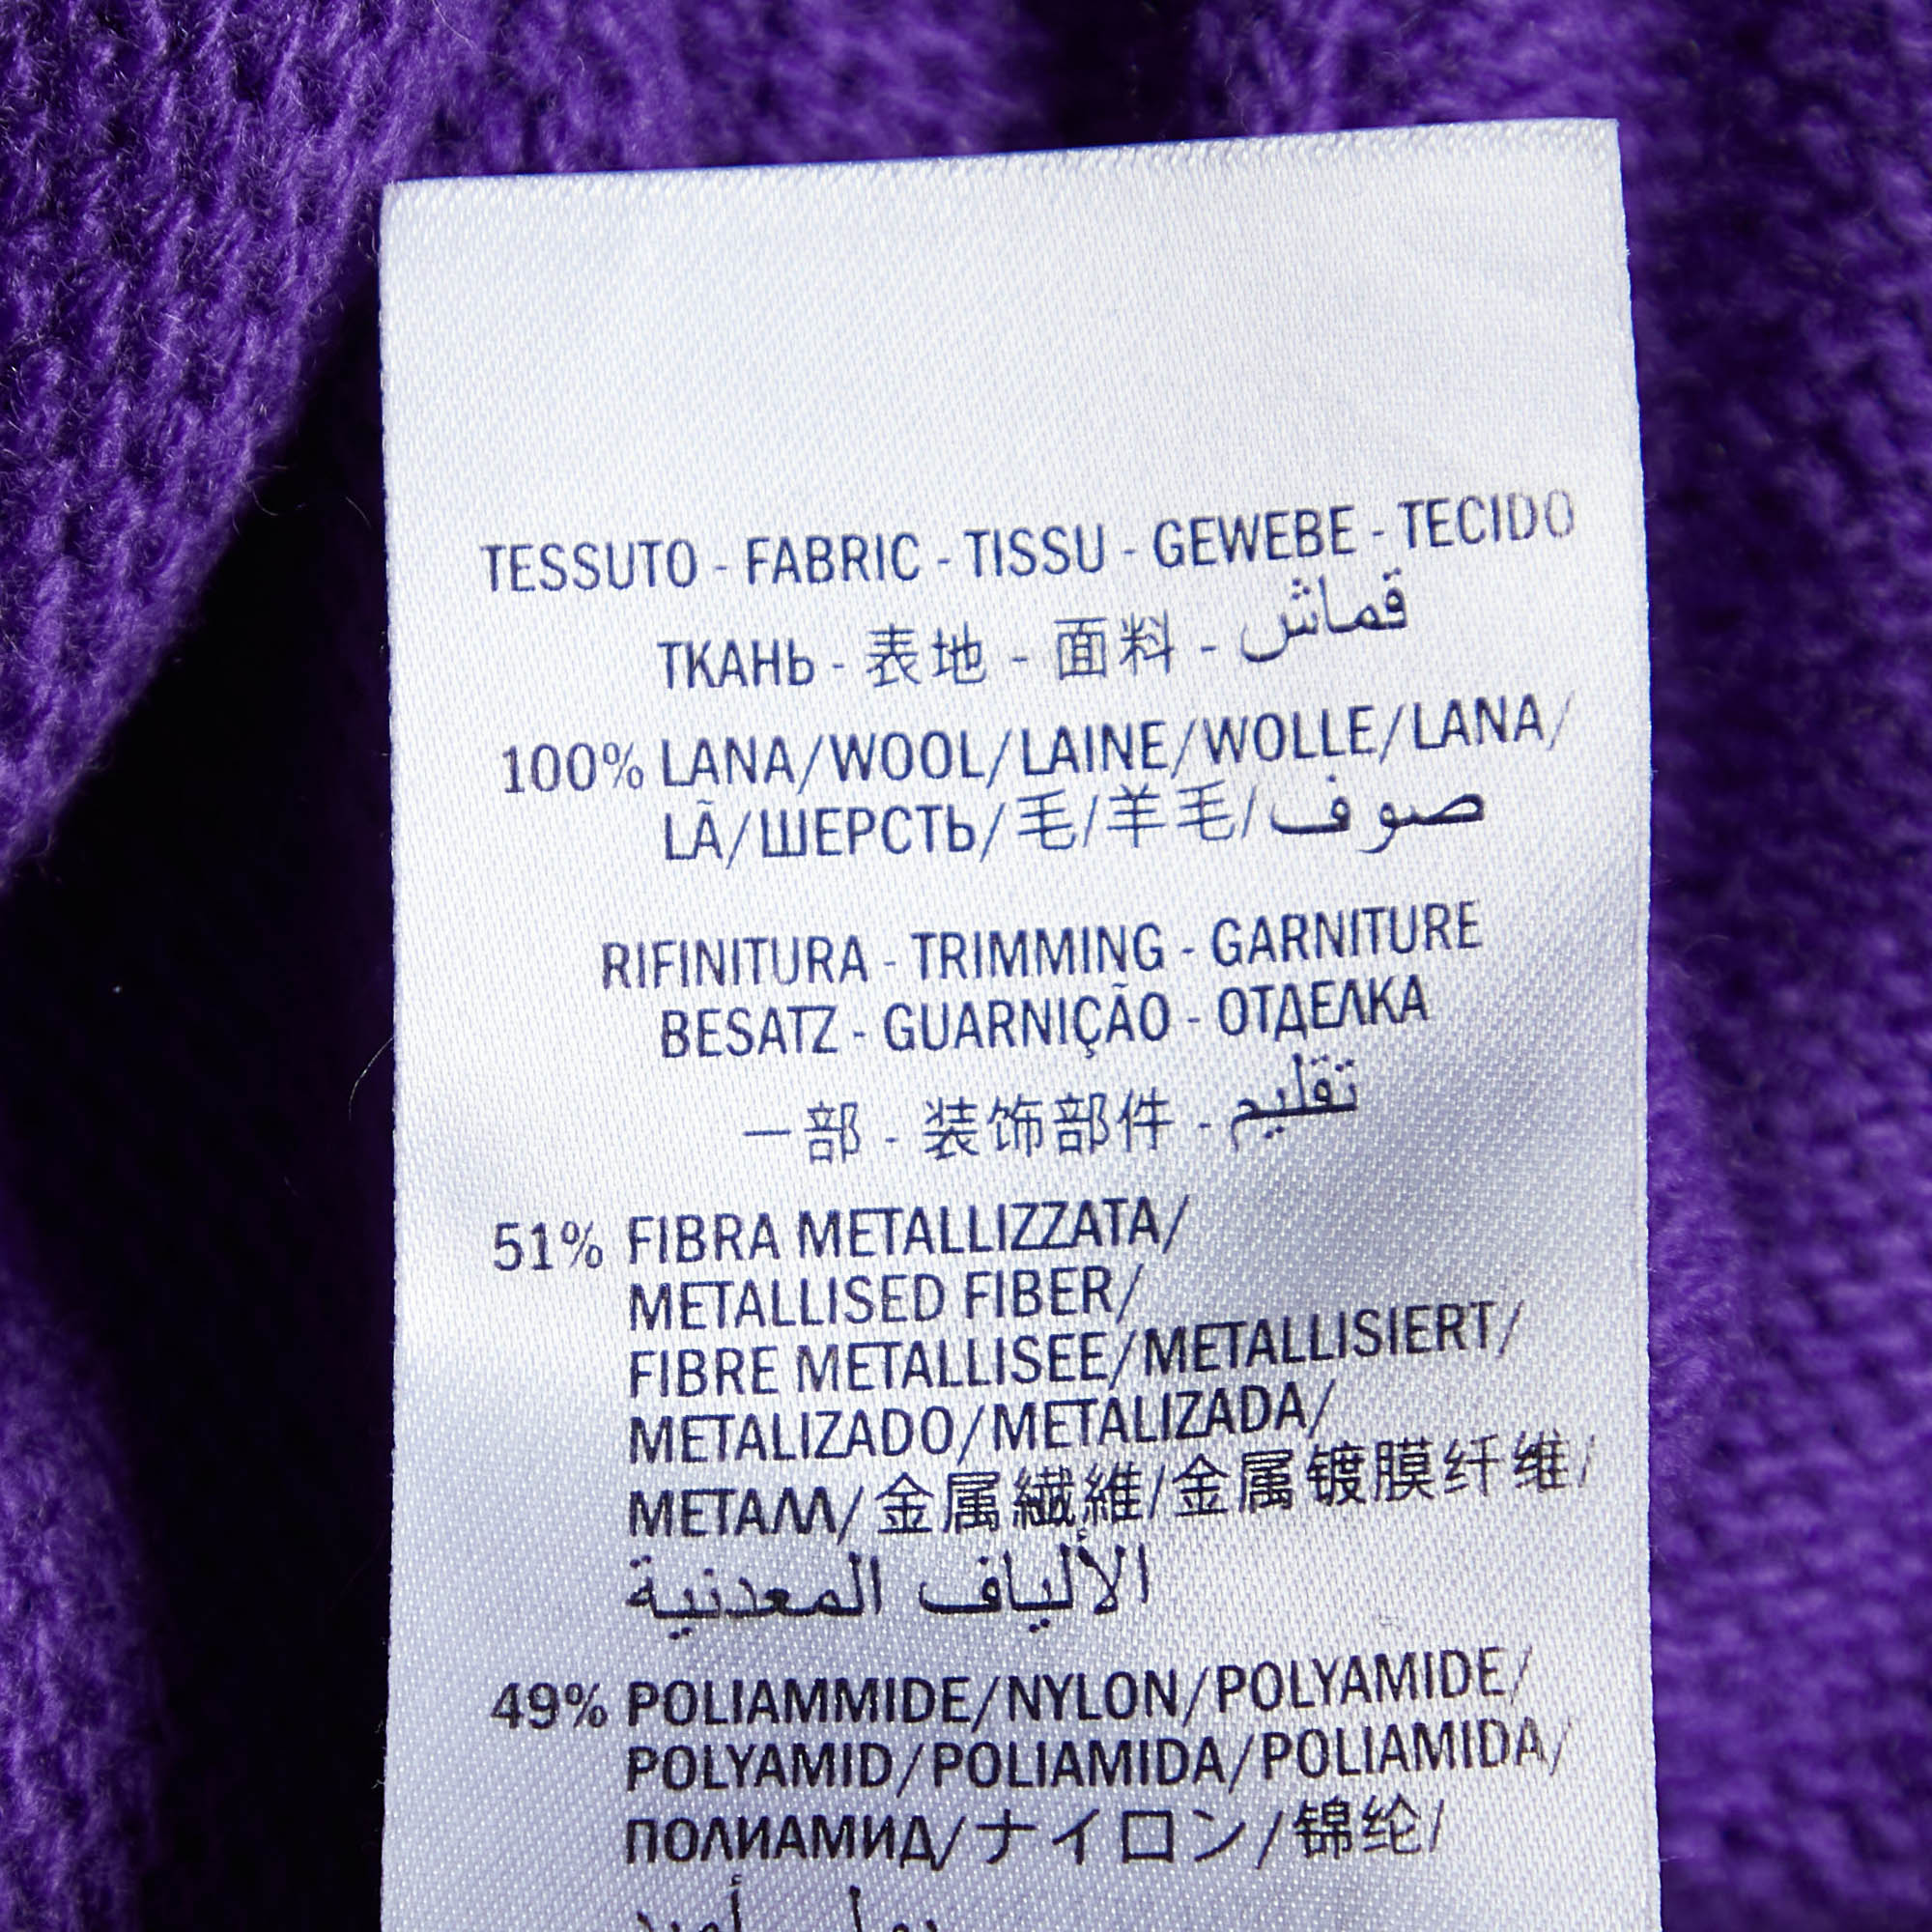 TESSUTO - FABRIC - TISSU - GEWEBE - TECIDO
ТКАНЬ - 表地 - 面料 - قماش
100% LANA/WOOL/LAINE/WOLLE/LANA/
LÃ/ШЕРСТЬ/毛/羊毛/صوف
RIFINITURA - TRIMMING - GARNITURE
BESATZ - GUARNIÇÃO - ОТДЕЛКА
一部 - 装饰部件 - تقليم
51% FIBRA METALLIZZATA/
METALLISED FIBER/
FIBRE METALLISEE/METALLISIERT/
METALIZADO/METALIZADA/
МЕТАЛЛ/金属繊維/金属镀膜纤维/
الألياف المعدنية
49% POLIAMMIDE/NYLON/POLYAMIDE/
POLYAMID/POLIAMIDA/POLIAMIDA/
ПОЛИАМИД/ナイロン/锦纶/